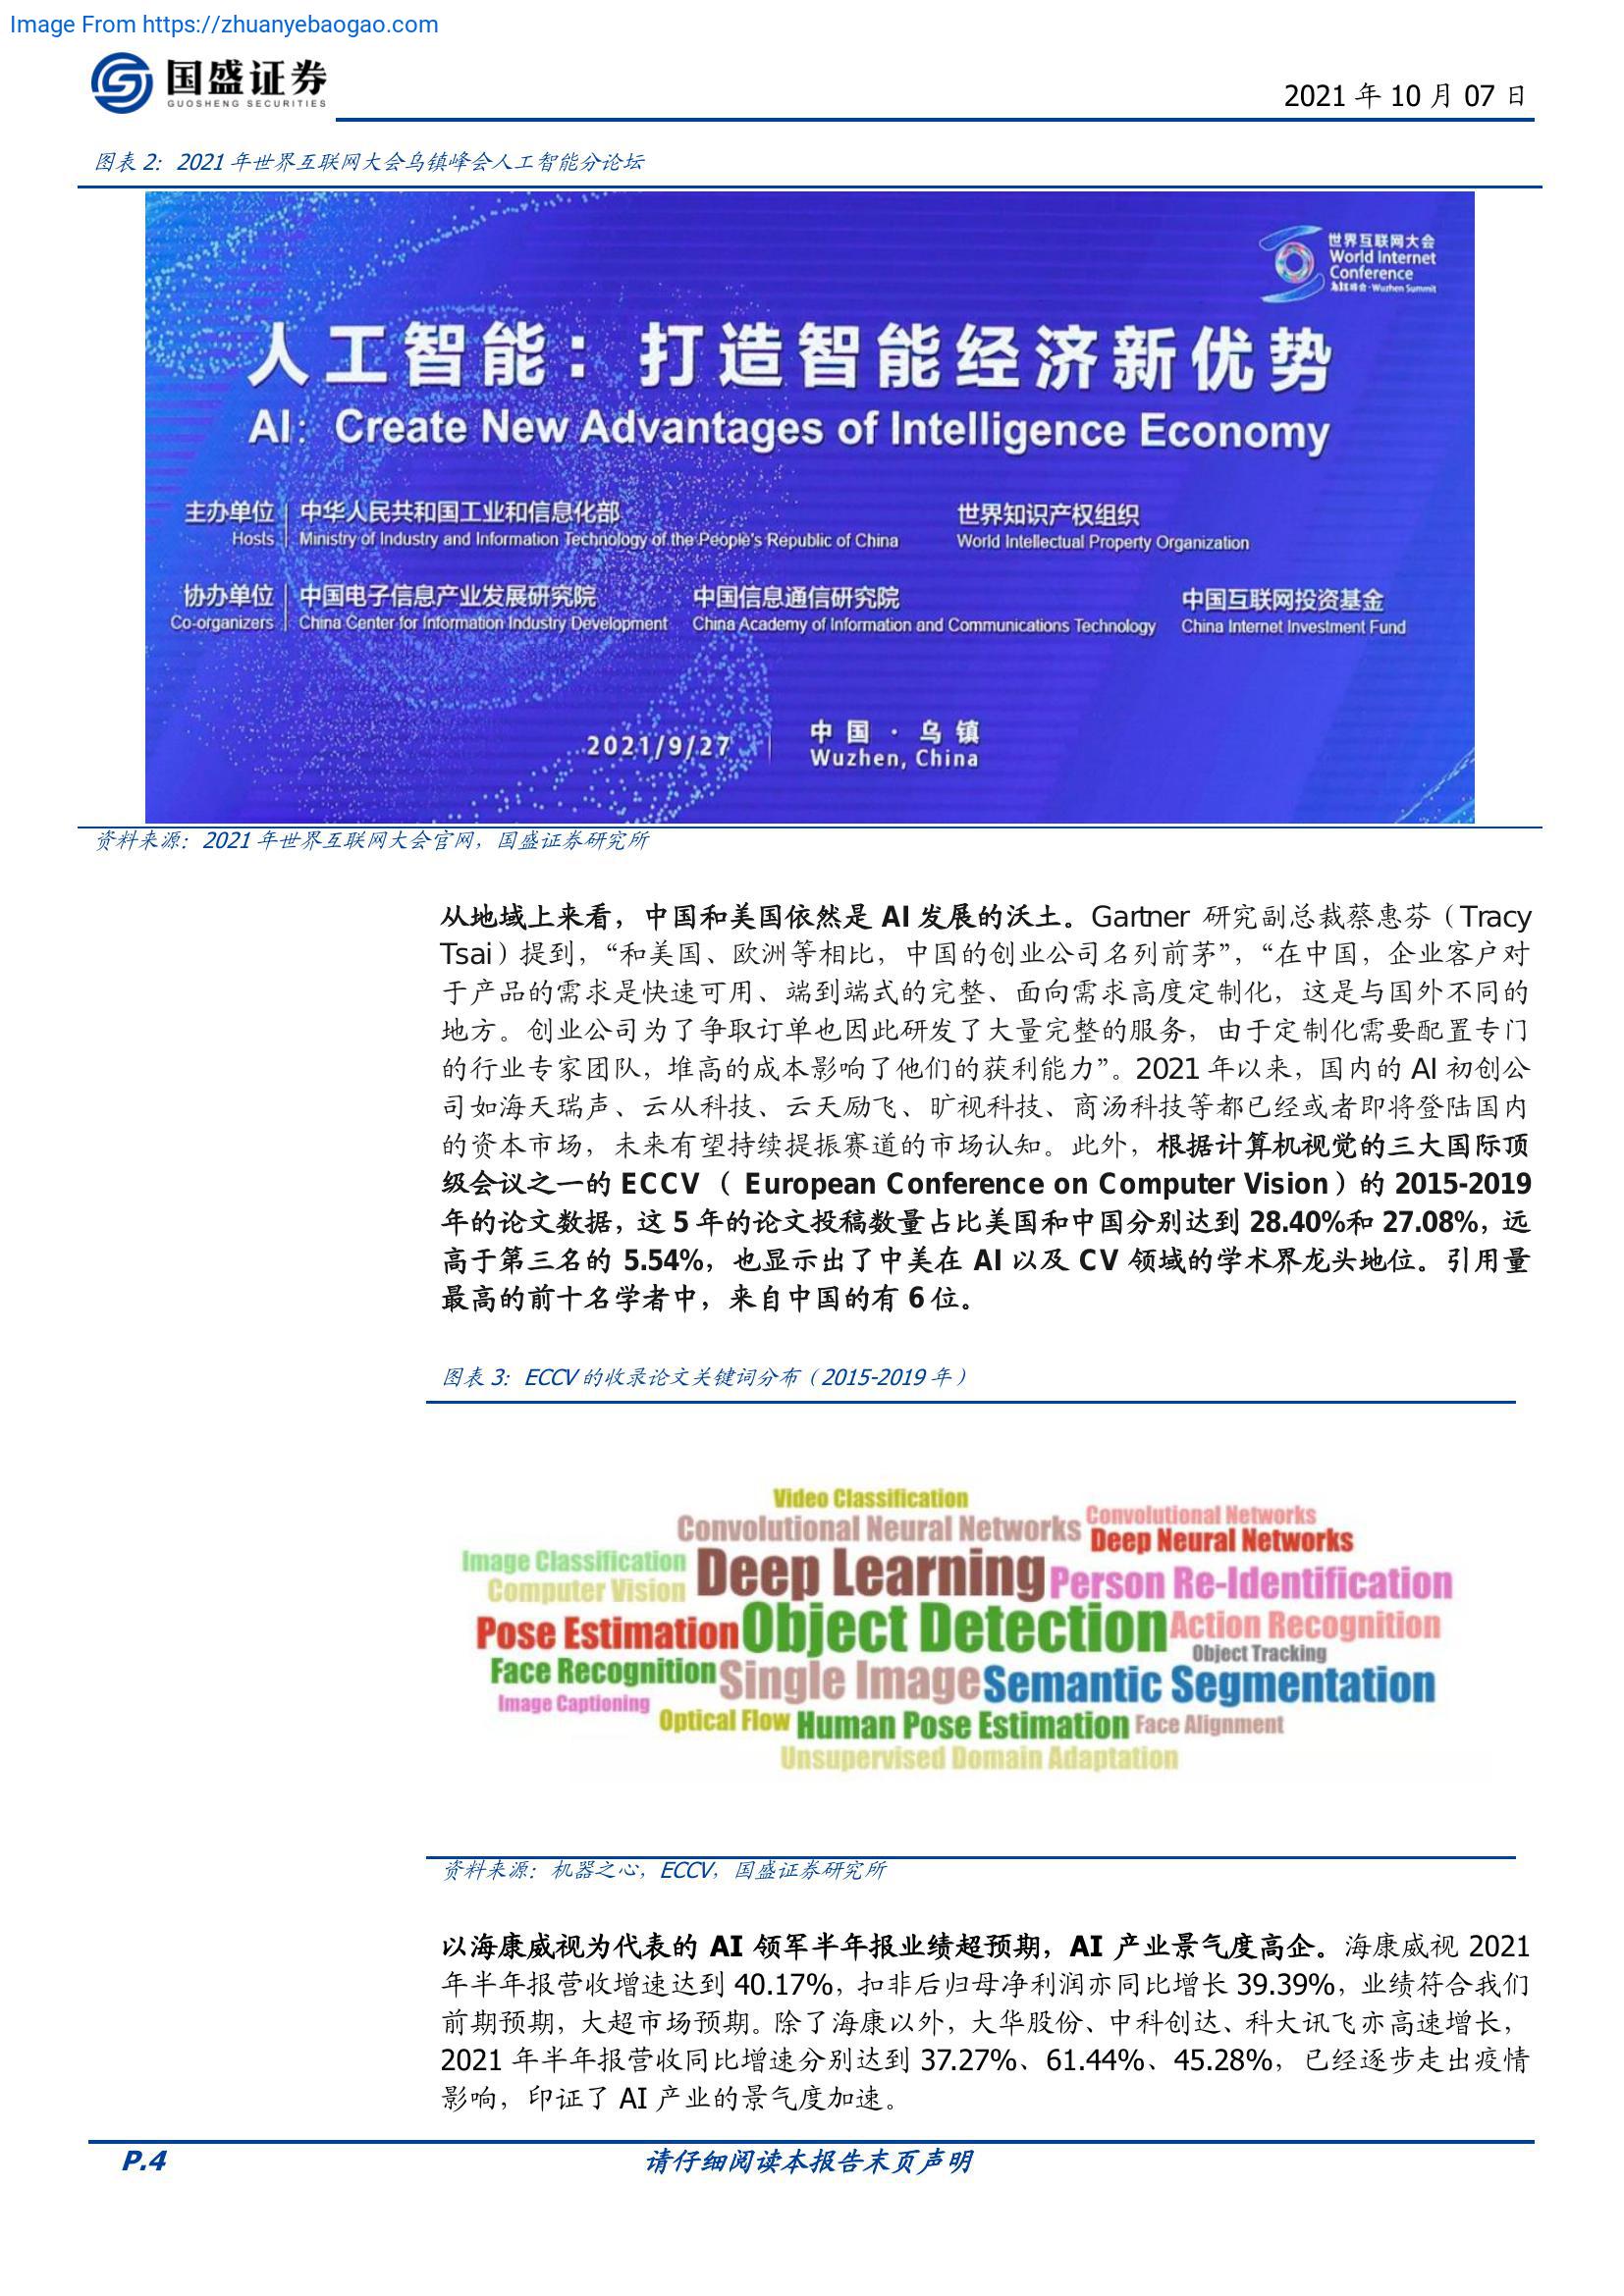 Image From https://zhuanyebaogao.com
国盛证券
GUOSHENG SECURITIES
2021 年 10 月 07 日
图表 2：2021 年世界互联网大会乌镇峰会人工智能分论坛
世界互联网大会
World Internet
Conference
乌镇峰会·Wuzhen Summit
人工智能：打造智能经济新优势
AI：Create New Advantages of Intelligence Economy
主办单位 中华人民共和国工业和信息化部 世界知识产权组织
Hosts Ministry of Industry and Information Technology of the People's Republic of China World Intellectual Property Organization
协办单位 中国电子信息产业发展研究院 中国信息通信研究院 中国互联网投资基金
Co-organizers China Center for Information Industry Development China Academy of Information and Communications Technology China Internet Investment Fund
2021/9/27 中国·乌镇
Wuzhen, China
资料来源：2021 年世界互联网大会官网，国盛证券研究所
从地域上来看，中国和美国依然是 AI 发展的沃土。Gartner 研究副总裁蔡惠芬（Tracy
Tsai）提到，“和美国、欧洲等相比，中国的创业公司名列前茅”，“在中国，企业客户对
于产品的需求是快速可用、端到端式的完整、面向需求高度定制化，这是与国外不同的
地方。创业公司为了争取订单也因此研发了大量完整的服务，由于定制化需要配置专门
的行业专家团队，堆高的成本影响了他们的获利能力”。2021 年以来，国内的 AI 初创公
司如海天瑞声、云从科技、云天励飞、旷视科技、商汤科技等都已经或者即将登陆国内
的资本市场，未来有望持续提振赛道的市场认知。此外，根据计算机视觉的三大国际顶
级会议之一的 ECCV（ European Conference on Computer Vision）的 2015-2019
年的论文数据，这 5 年的论文投稿数量占比美国和中国分别达到 28.40%和 27.08%，远
高于第三名的 5.54%，也显示出了中美在 AI 以及 CV 领域的学术界龙头地位。引用量
最高的前十名学者中，来自中国的有 6 位。
图表 3：ECCV 的收录论文关键词分布（2015-2019 年）
Video Classification
Convolutional Neural Networks Convolutional Networks
Deep Neural Networks
Image Classification Deep Learning Person Re-Identification
Computer Vision
Pose Estimation Object Detection Action Recognition
Object Tracking
Face Recognition Single Image Semantic Segmentation
Image Captioning
Optical Flow Human Pose Estimation Face Alignment
Unsupervised Domain Adaptation
资料来源：机器之心，ECCV，国盛证券研究所
以海康威视为代表的 AI 领军半年报业绩超预期，AI 产业景气度高企。海康威视 2021
年半年报营收增速达到 40.17%，扣非后归母净利润亦同比增长 39.39%，业绩符合我们
前期预期，大超市场预期。除了海康以外，大华股份、中科创达、科大讯飞亦高速增长，
2021 年半年报营收同比增速分别达到 37.27%、61.44%、45.28%，已经逐步走出疫情
影响，印证了 AI 产业的景气度加速。
P.4 请仔细阅读本报告末页声明